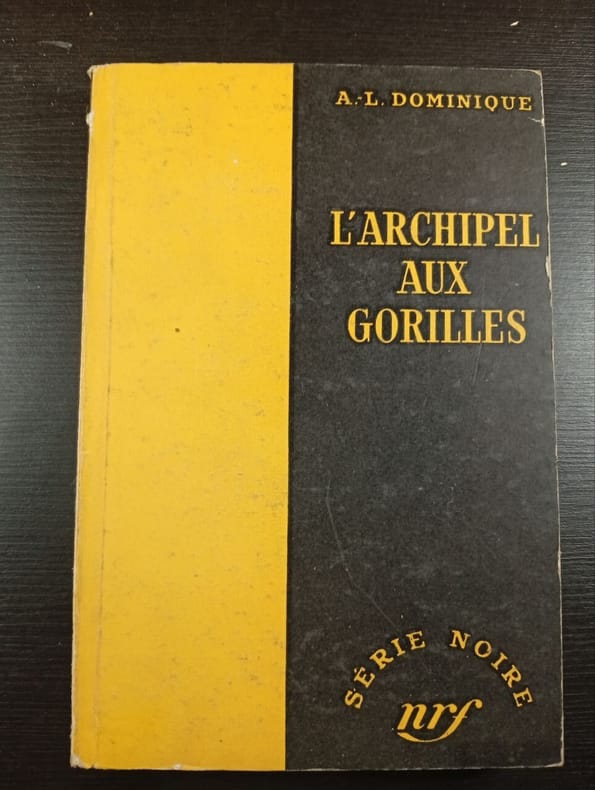 A.-L. DOMINIQUE
L'ARCHIPEL
AUX
GORILLES
SÉRIE NOIRE
nrf